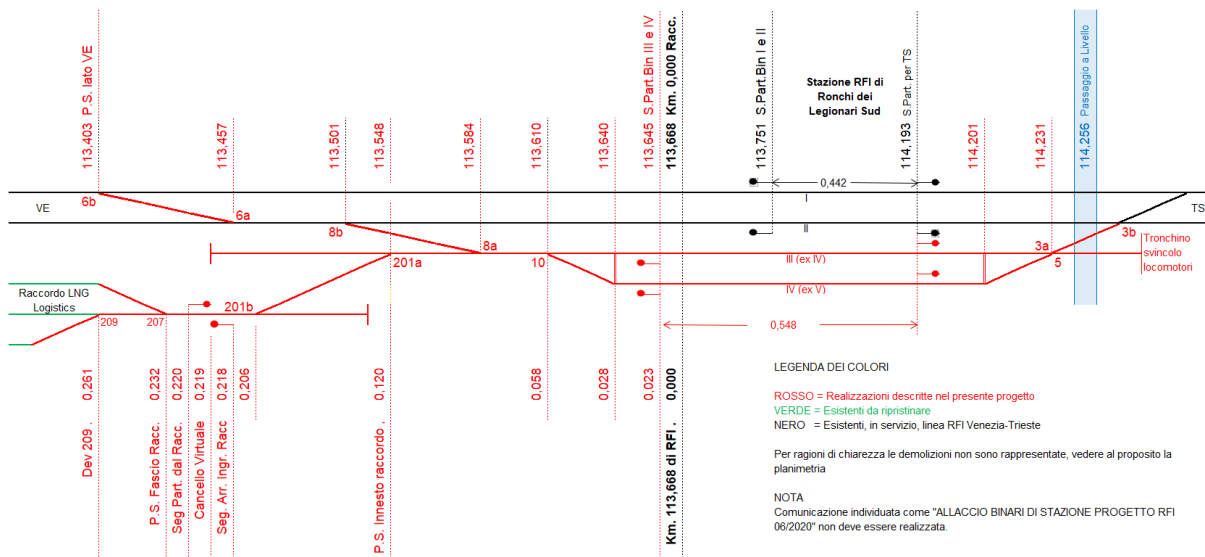 113,403 P.S. lato VE
113,457
113,501
113,548
113,584
113,610
113,640
113,645 S.Part.Bin III e IV
113,668 Km. 0,000 Racc.
113,751 S.Part.Bin I e II
Stazione RFI di
Ronchi dei
Legionari Sud
114,193 S.Part. per TS
114,201
114,231
114,256 Passaggio a Livello
0,442
6b
I
VE
6a
TS
8b
II
3b
8a
3a
Tronchino
svincolo
locomotori
201a
10
III (ex IV)
5
Raccordo LNG
Logistics
IV (ex V)
201b
209
207
0,548
Dev 209 . 0,261
P.S. Fascio Racc. 0,232
Seg Part. dal Racc. 0,220
Cancello Virtuale 0,219
Seg. Arr. Ingr. Racc 0,218
0,206
P.S. Innesto raccordo . 0,120
0,058
0,028
0,023
Km. 113,668 di RFI . 0,000
LEGENDA DEI COLORI
ROSSO = Realizzazioni descritte nel presente progetto
VERDE = Esistenti da ripristinare
NERO = Esistenti, in servizio, linea RFI Venezia-Trieste
Per ragioni di chiarezza le demolizioni non sono rappresentate, vedere al proposito la
planimetria
NOTA
Comunicazione individuata come "ALLACCIO BINARI DI STAZIONE PROGETTO RFI
06/2020" non deve essere realizzata.